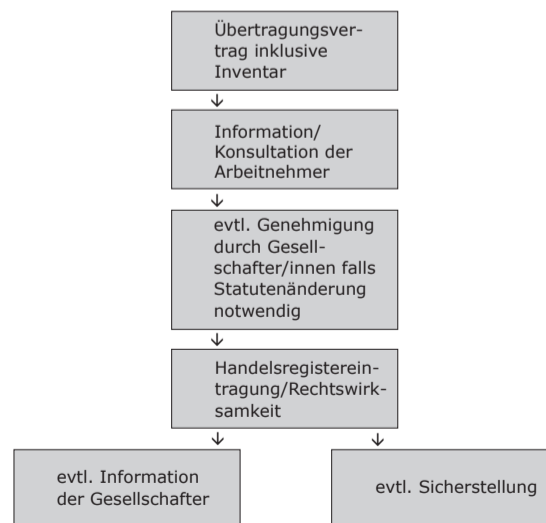 Übertragungsver-
trag inklusive
Inventar
Information/
Konsultation der
Arbeitnehmer
evtl. Genehmigung
durch Gesell-
schafter/innen falls
Statutenänderung
notwendig
Handelsregisterein-
tragung/Rechtswirk-
samkeit
evtl. Information
der Gesellschafter
evtl. Sicherstellung